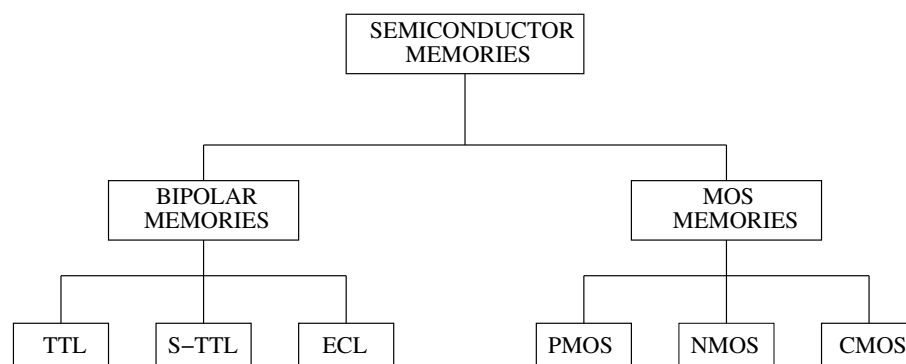 SEMICONDUCTOR
MEMORIES
BIPOLAR
MEMORIES
MOS
MEMORIES
TTL
S−TTL
ECL
PMOS
NMOS
CMOS